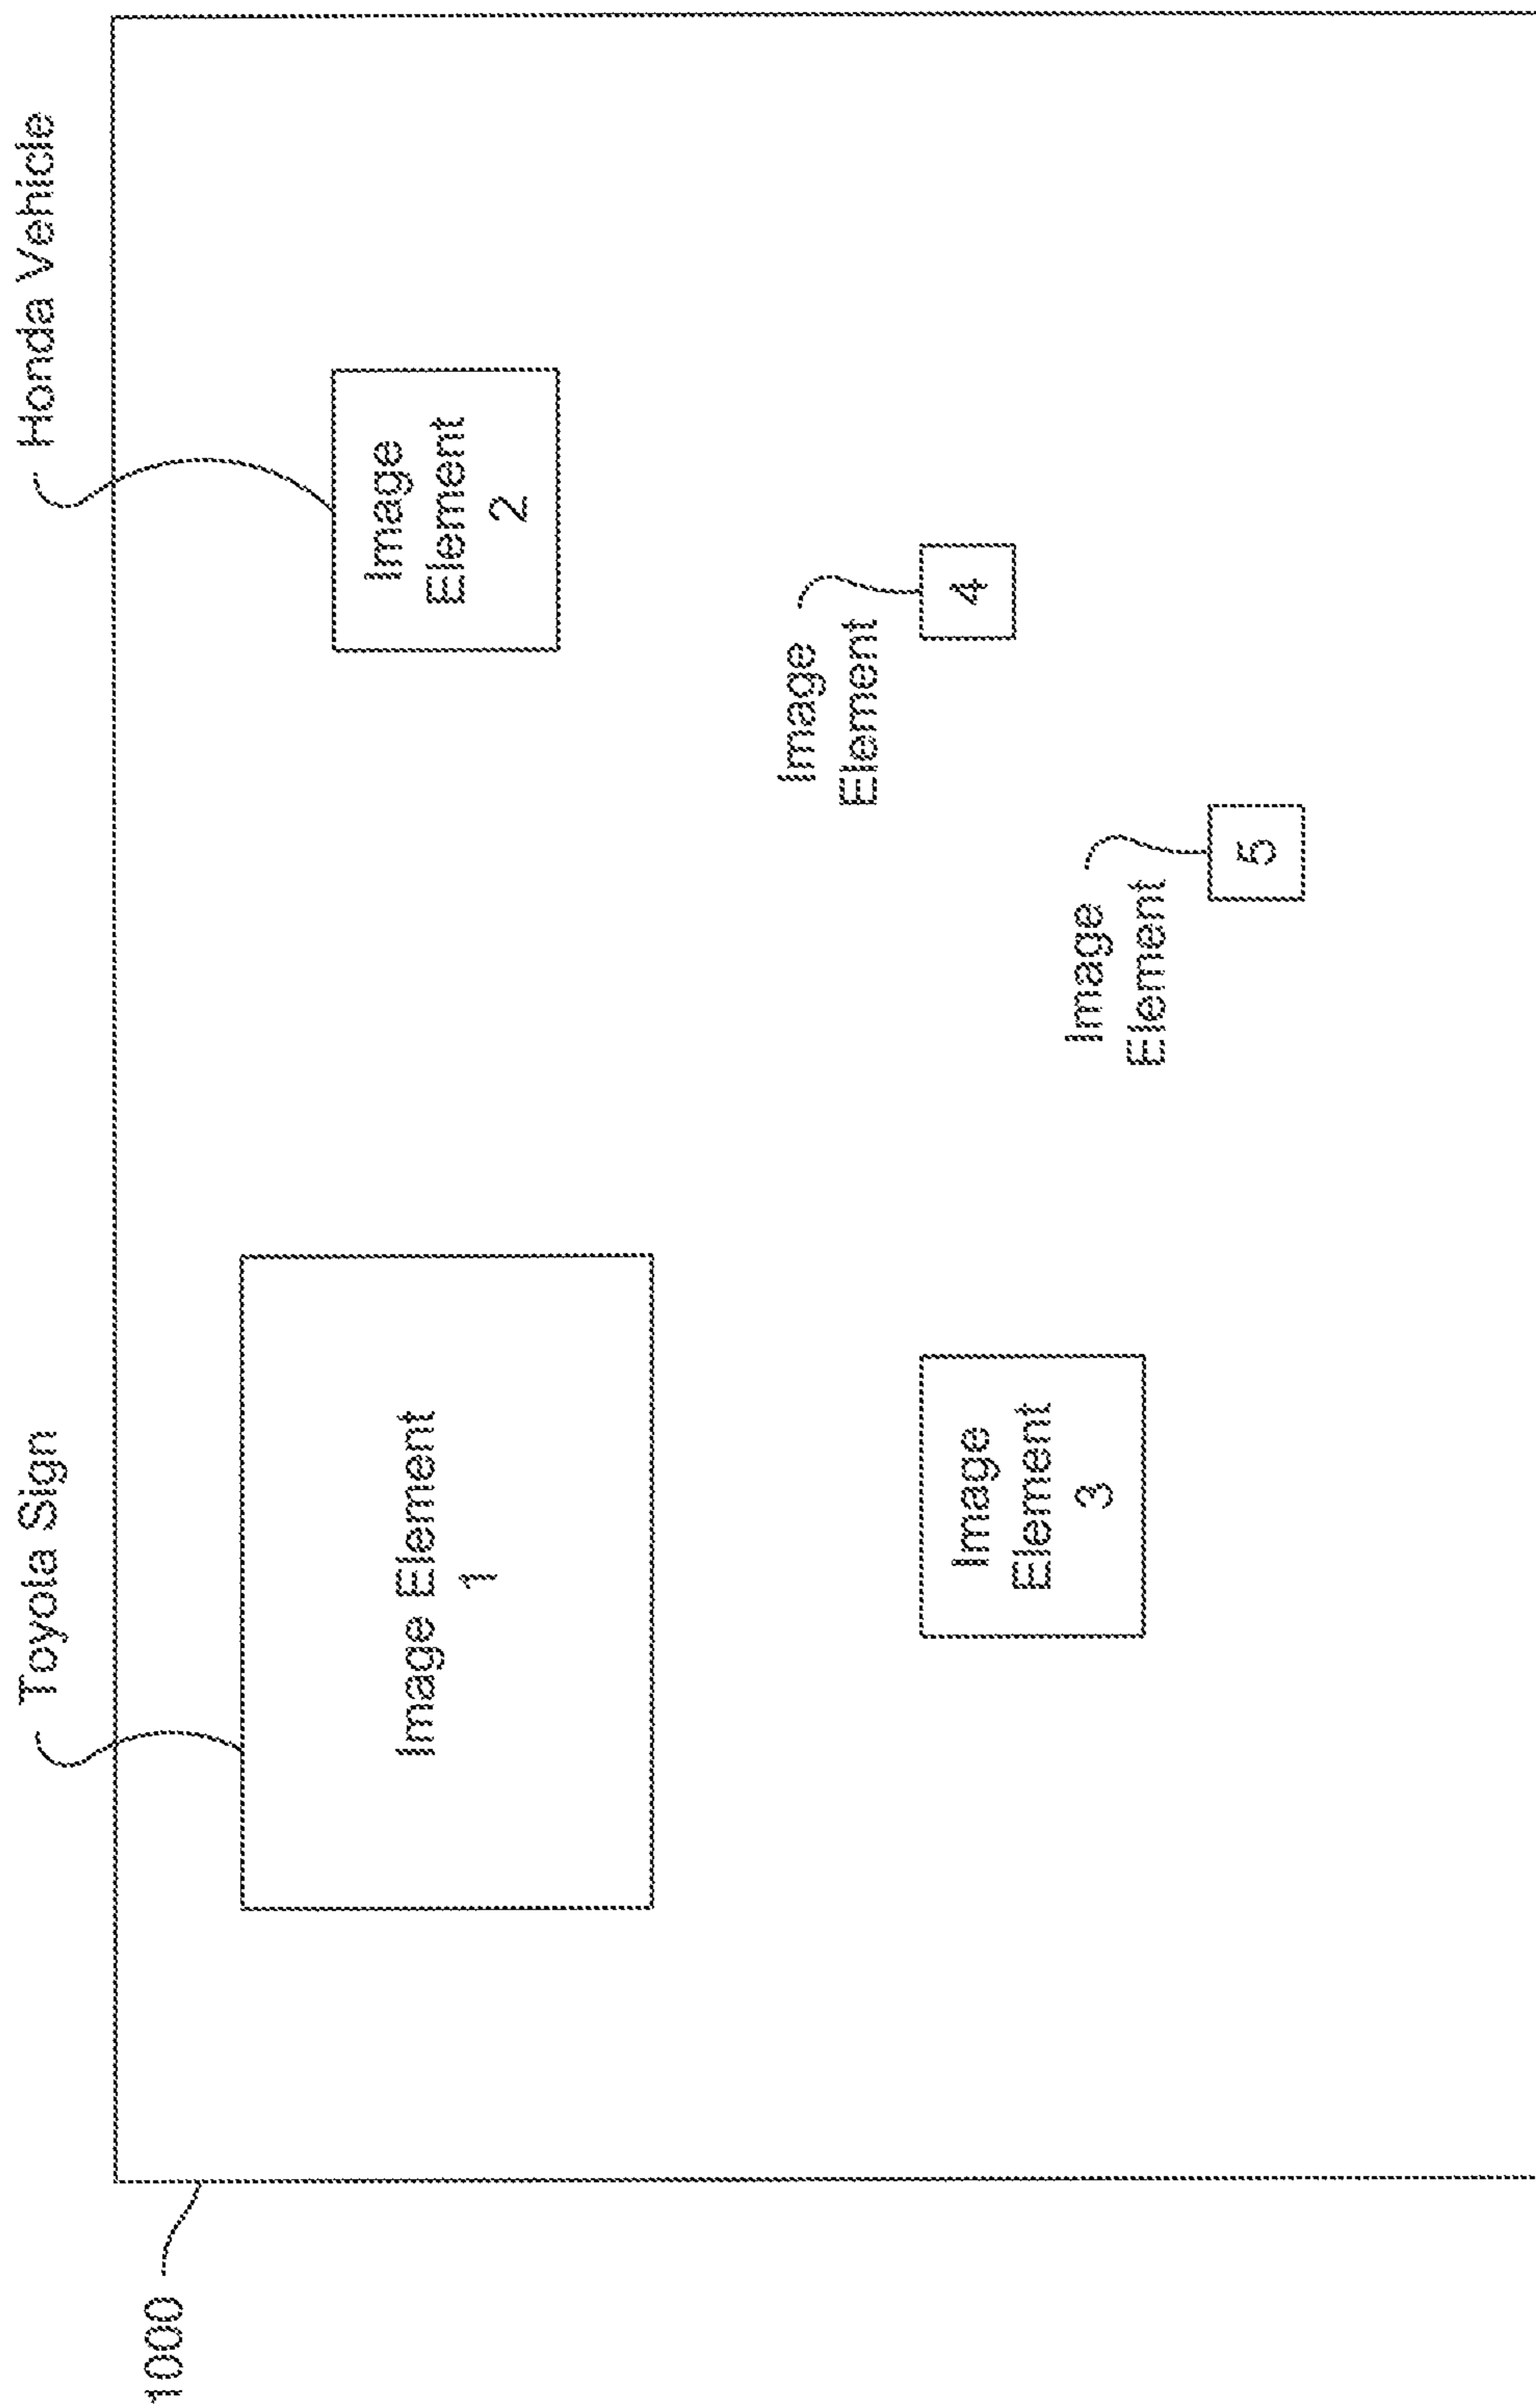 Toyota Sign
Honda Vehicle
1000
Image Element
1
Image
Element
2
Image
Element
4
Image
Element
3
Image
Element
5